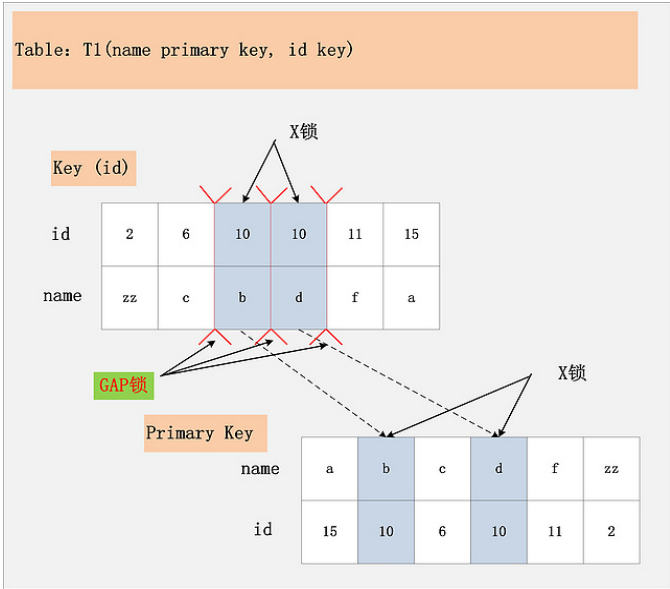 Table: T1(name primary key, id key)
X锁
Key (id)
id 2 6 10 10 11 15
name zz c b d f a
GAP锁
X锁
Primary Key
name a b c d f zz
id 15 10 6 10 11 2